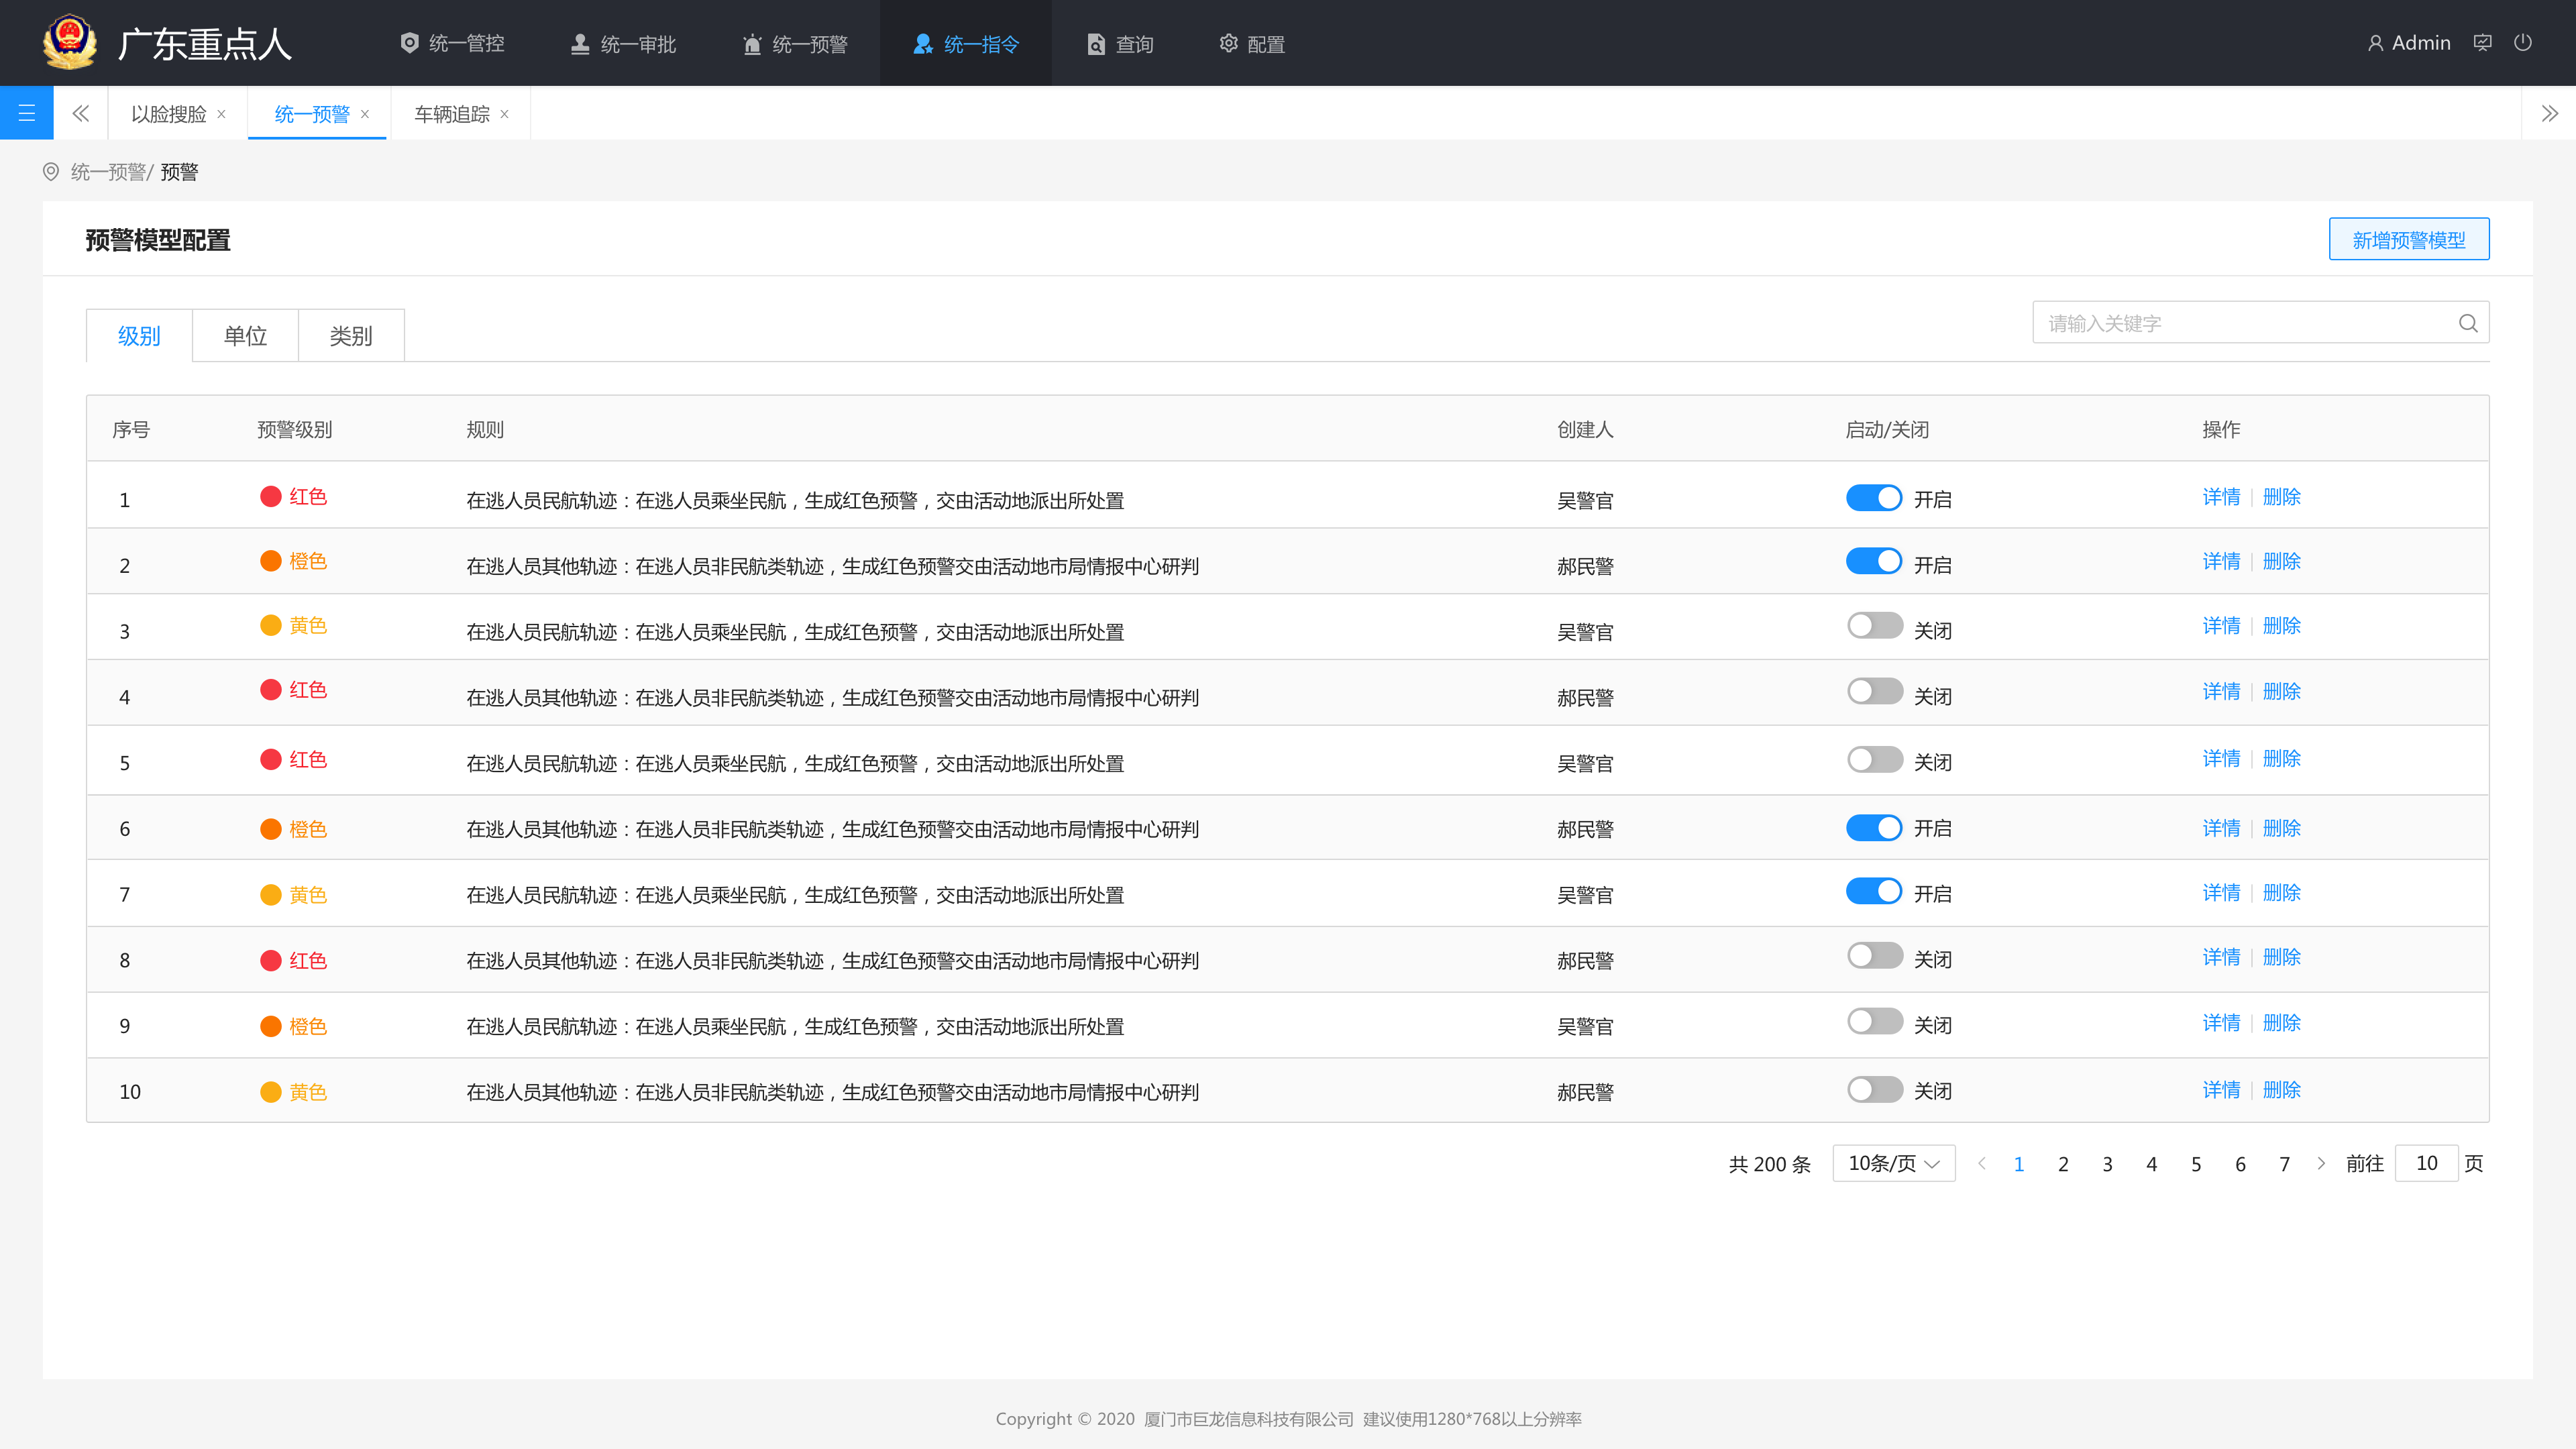 广东重点人 统一管控 统一审批 统一预警 统一指令 查询 配置 Admin
以脸搜脸 × 统一预警 × 车辆追踪 ×
统一预警/ 预警
预警模型配置 新增预警模型
级别 单位 类别 请输入关键字
序号 预警级别 规则 创建人 启动/关闭 操作
1 红色 在逃人员民航轨迹：在逃人员乘坐民航，生成红色预警，交由活动地派出所处置 吴警官 开启 详情 | 删除
2 橙色 在逃人员其他轨迹：在逃人员非民航类轨迹，生成红色预警交由活动地市局情报中心研判 郝民警 开启 详情 | 删除
3 黄色 在逃人员民航轨迹：在逃人员乘坐民航，生成红色预警，交由活动地派出所处置 吴警官 关闭 详情 | 删除
4 红色 在逃人员其他轨迹：在逃人员非民航类轨迹，生成红色预警交由活动地市局情报中心研判 郝民警 关闭 详情 | 删除
5 红色 在逃人员民航轨迹：在逃人员乘坐民航，生成红色预警，交由活动地派出所处置 吴警官 关闭 详情 | 删除
6 橙色 在逃人员其他轨迹：在逃人员非民航类轨迹，生成红色预警交由活动地市局情报中心研判 郝民警 开启 详情 | 删除
7 黄色 在逃人员民航轨迹：在逃人员乘坐民航，生成红色预警，交由活动地派出所处置 吴警官 开启 详情 | 删除
8 红色 在逃人员其他轨迹：在逃人员非民航类轨迹，生成红色预警交由活动地市局情报中心研判 郝民警 关闭 详情 | 删除
9 橙色 在逃人员民航轨迹：在逃人员乘坐民航，生成红色预警，交由活动地派出所处置 吴警官 关闭 详情 | 删除
10 黄色 在逃人员其他轨迹：在逃人员非民航类轨迹，生成红色预警交由活动地市局情报中心研判 郝民警 关闭 详情 | 删除
共 200 条 10条/页 1 2 3 4 5 6 7 前往 10 页
Copyright © 2020 厦门市巨龙信息科技有限公司 建议使用1280*768以上分辨率